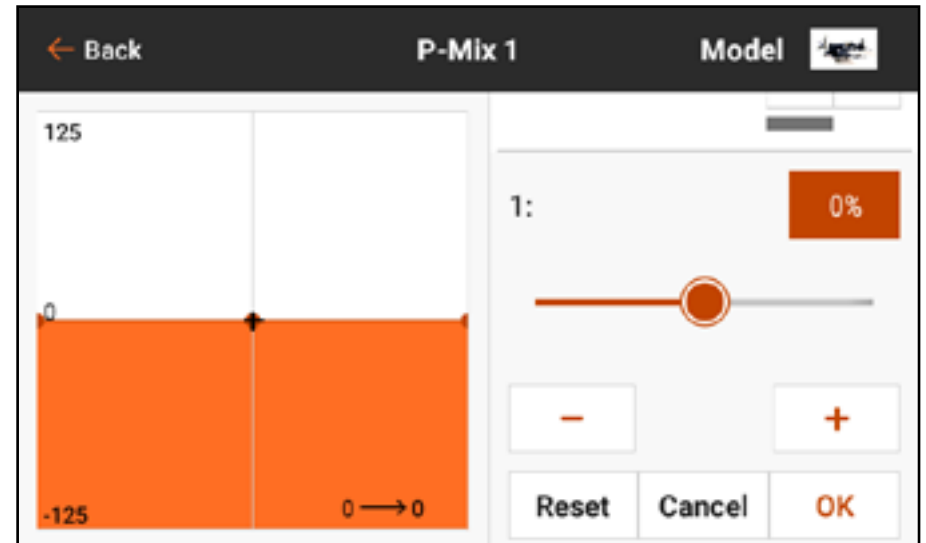 ← Back P-Mix 1 Model
125
0
-125
0 → 0
1: 0%
− +
Reset Cancel OK